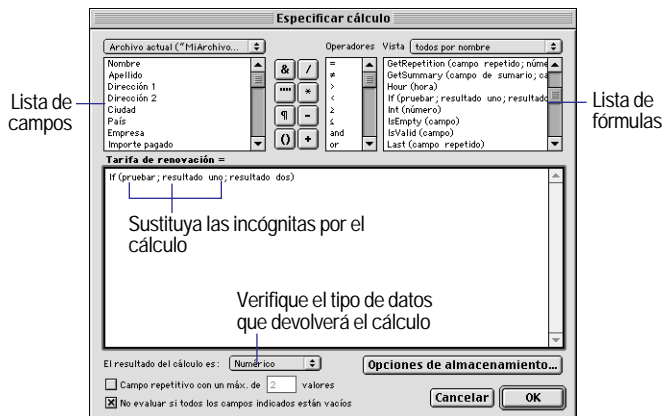 Especificar cálculo
Archivo actual ("MiArchivo...
Operadores Vista todos por nombre
Nombre
Apellido
Dirección 1
Dirección 2
Ciudad
País
Empresa
Importe pagado
& /
"" *
¶ -
() +
=
≠
>
<
≥
≤
and
or
GetRepetition (campo repetido; núme
GetSummary (campo de sumario; ca
Hour (hora)
If (pruebar; resultado uno; resultado
Int (número)
IsEmpty (campo)
IsValid (campo)
Last (campo repetido)
Lista de
campos
Lista de
fórmulas
Tarifa de renovación =
If (pruebar; resultado uno; resultado dos)
Sustituya las incógnitas por el
cálculo
Verifique el tipo de datos
que devolverá el cálculo
El resultado del cálculo es: Numérico
Opciones de almacenamiento...
Campo repetitivo con un máx. de 2 valores
No evaluar si todos los campos indicados están vacíos
Cancelar OK